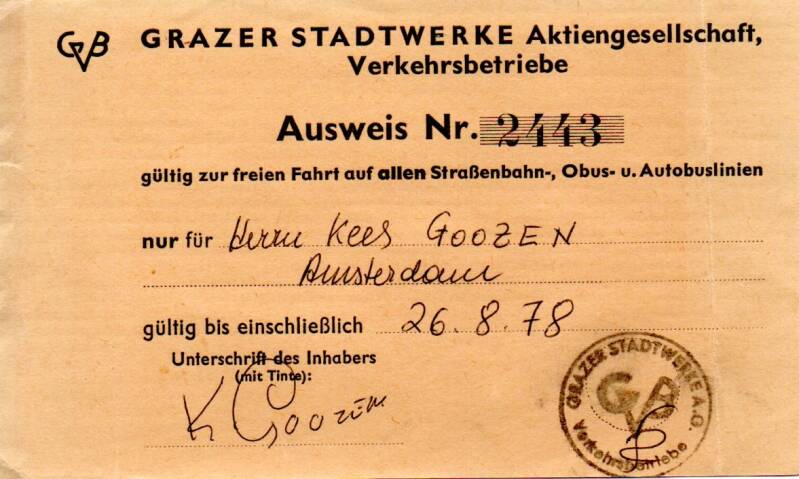 GVB GRAZER STADTWERKE Aktiengesellschaft,
Verkehrsbetriebe
Ausweis Nr. 2443
gültig zur freien Fahrt auf allen Straßenbahn-, Obus- u. Autobuslinien
nur für Herrn Kees GOOZEN
Amsterdam
gültig bis einschließlich 26.8.78
Unterschrift des Inhabers
(mit Tinte):
K Goozen
GRAZER STADTWERKE A.G.
GVB
Verkehrsbetriebe